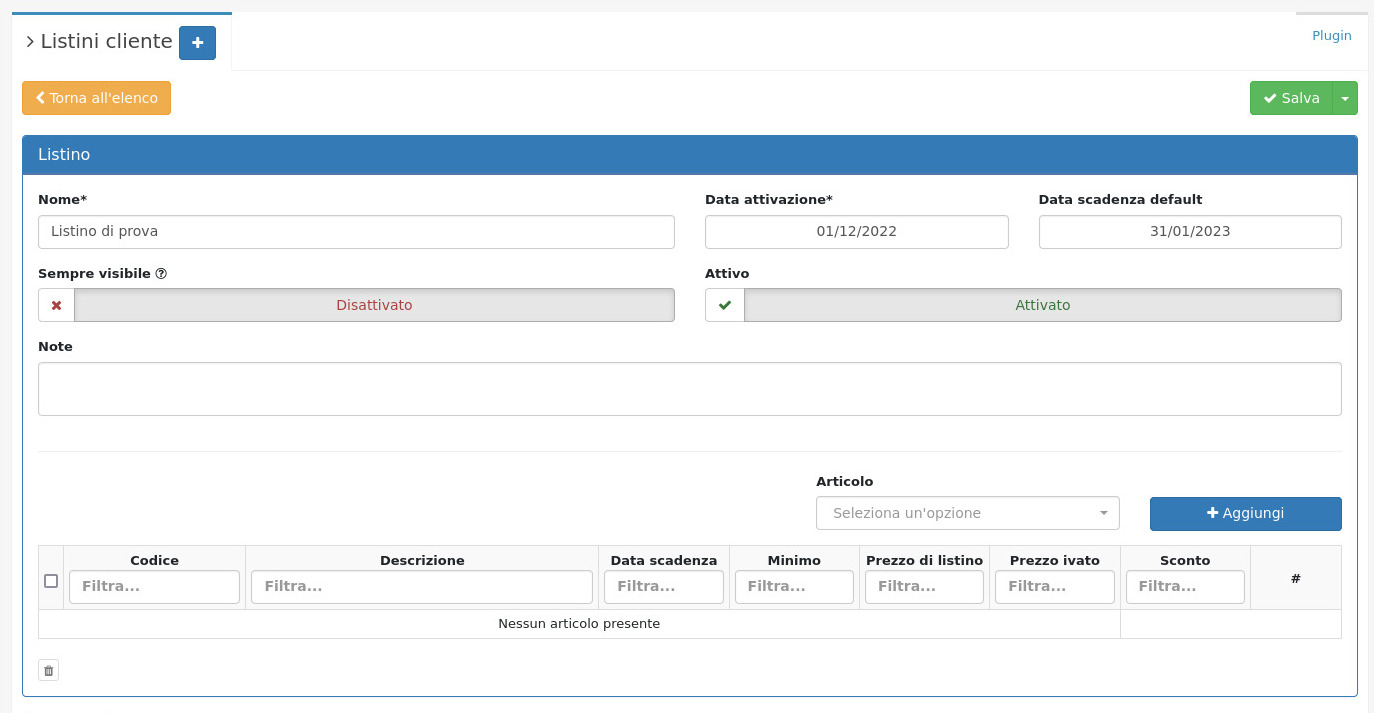 Listini cliente
Plugin
Torna all'elenco
Salva
Listino
Nome*
Data attivazione*
Data scadenza default
Listino di prova
01/12/2022
31/01/2023
Sempre visibile
Attivo
Disattivato
Attivato
Note
Articolo
Seleziona un'opzione
Aggiungi
Codice
Descrizione
Data scadenza
Minimo
Prezzo di listino
Prezzo ivato
Sconto
#
Filtra...
Filtra...
Filtra...
Filtra...
Filtra...
Filtra...
Filtra...
Nessun articolo presente